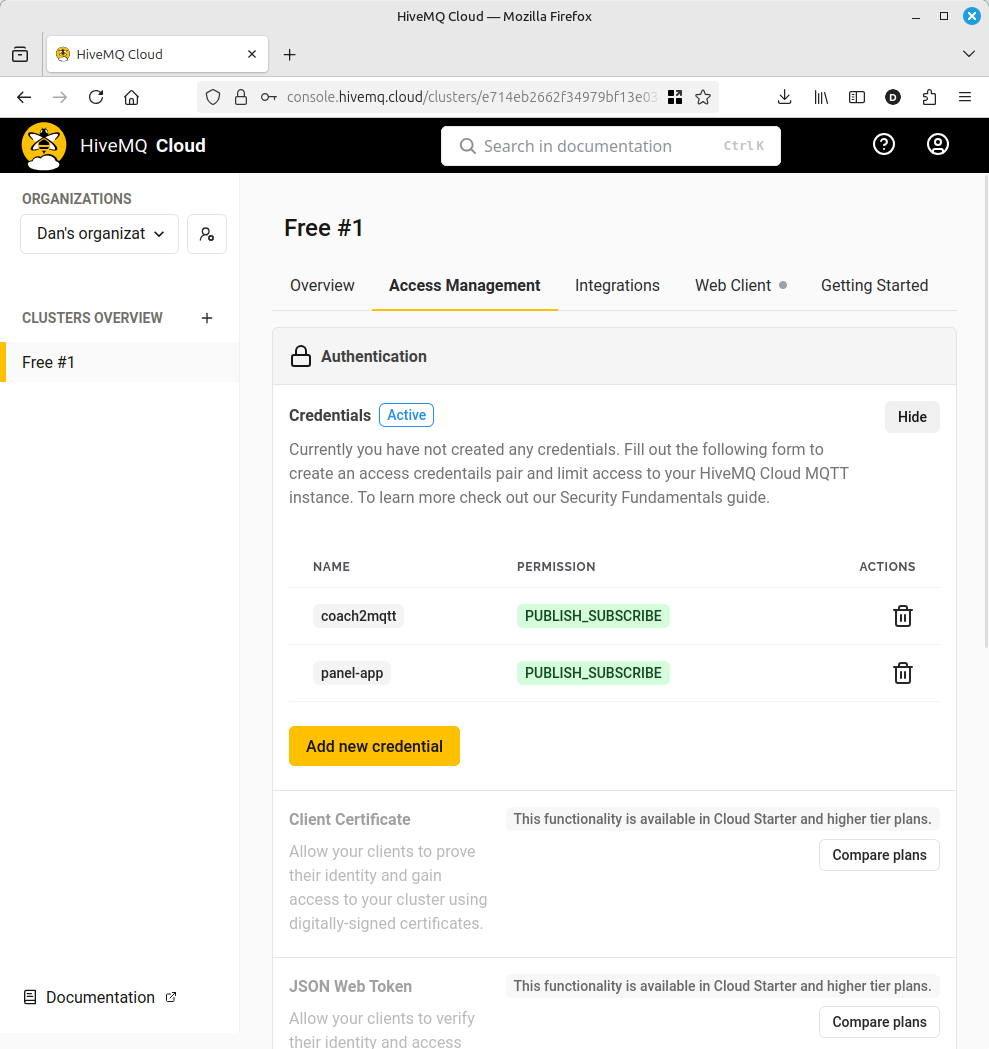 HiveMQ Cloud — Mozilla Firefox
HiveMQ Cloud
console.hivemq.cloud/clusters/e714eb2662f34979bf13e03
D
HiveMQ Cloud
Search in documentation
Ctrl K
ORGANIZATIONS
Dan's organizat
CLUSTERS OVERVIEW
Free #1
Documentation
Free #1
Overview Access Management Integrations Web Client Getting Started
Authentication
Credentials Active
Hide
Currently you have not created any credentials. Fill out the following form to
create an access credentails pair and limit access to your HiveMQ Cloud MQTT
instance. To learn more check out our Security Fundamentals guide.
NAME PERMISSION ACTIONS
coach2mqtt PUBLISH_SUBSCRIBE
panel-app PUBLISH_SUBSCRIBE
Add new credential
Client Certificate
This functionality is available in Cloud Starter and higher tier plans.
Compare plans
Allow your clients to prove
their identity and gain
access to your cluster using
digitally-signed certificates.
JSON Web Token
This functionality is available in Cloud Starter and higher tier plans.
Compare plans
Allow your clients to verify
their identity and access